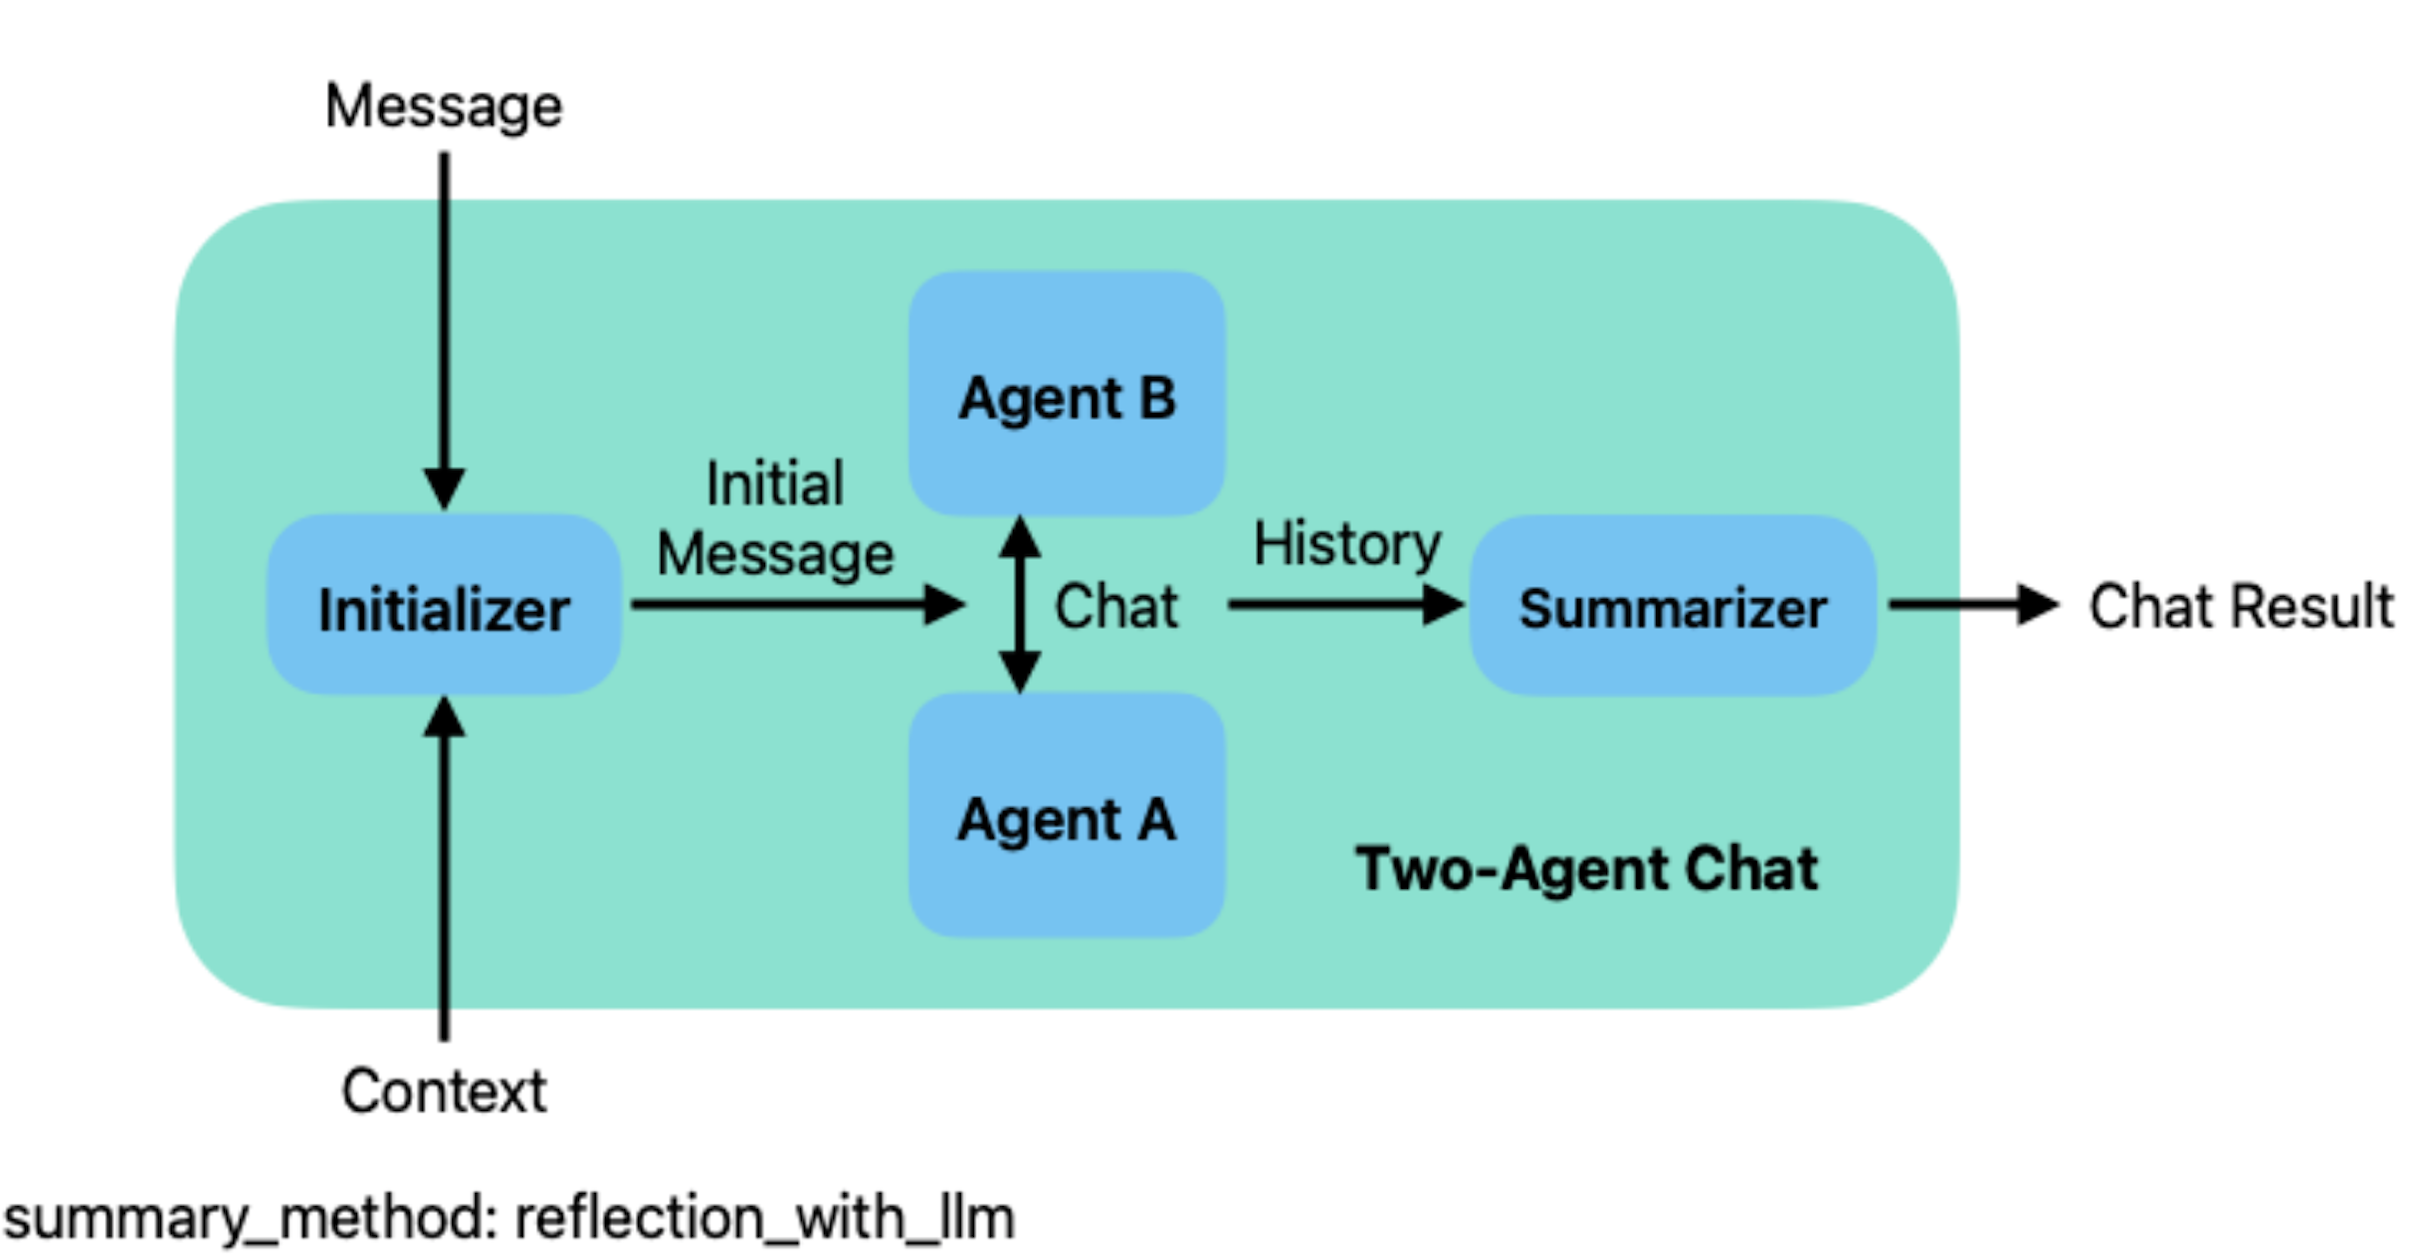 Message
Agent B
Initial
Message
History
Initializer
Chat
Summarizer
Chat Result
Agent A
Two-Agent Chat
Context
summary_method: reflection_with_llm